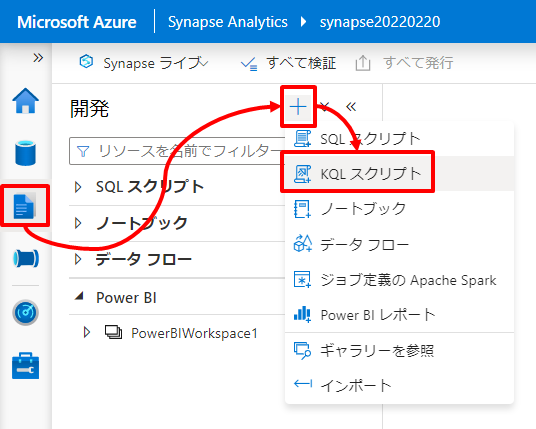 Microsoft Azure Synapse Analytics › synapse20220220
»
Synapse ライブ すべて検証 すべて発行
開発
+ «
リソースを名前でフィルター
SQL スクリプト
ノートブック
データ フロー
Power BI
PowerBIWorkspace1
SQL スクリプト
KQL スクリプト
ノートブック
データ フロー
ジョブ定義の Apache Spark
Power BI レポート
ギャラリーを参照
インポート